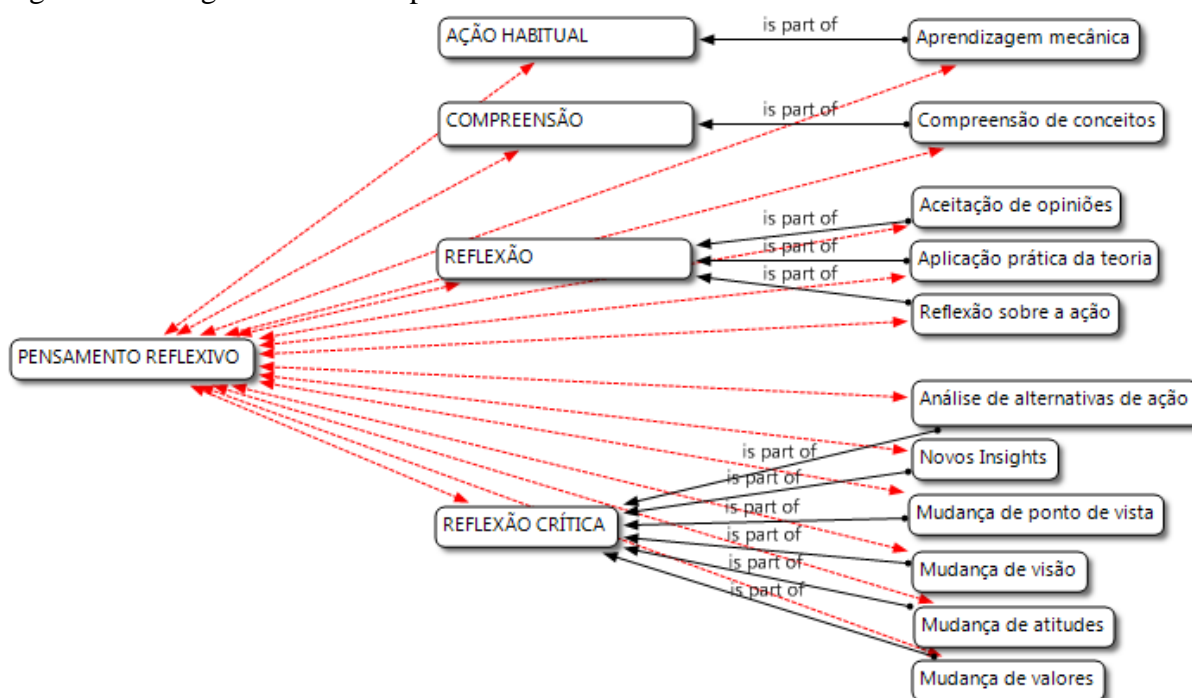 is part of
AÇÃO HABITUAL
Aprendizagem mecânica
is part of
COMPREENSÃO
Compreensão de conceitos
Aceitação de opiniões
is part of
REFLEXÃO
is part of
Aplicação prática da teoria
is part of
Reflexão sobre a ação
PENSAMENTO REFLEXIVO
Análise de alternativas de ação
is part of
Novos Insights
is part of
is part of
Mudança de ponto de vista
REFLEXÃO CRÍTICA
is part of
is part of
Mudança de visão
is part of
Mudança de atitudes
Mudança de valores